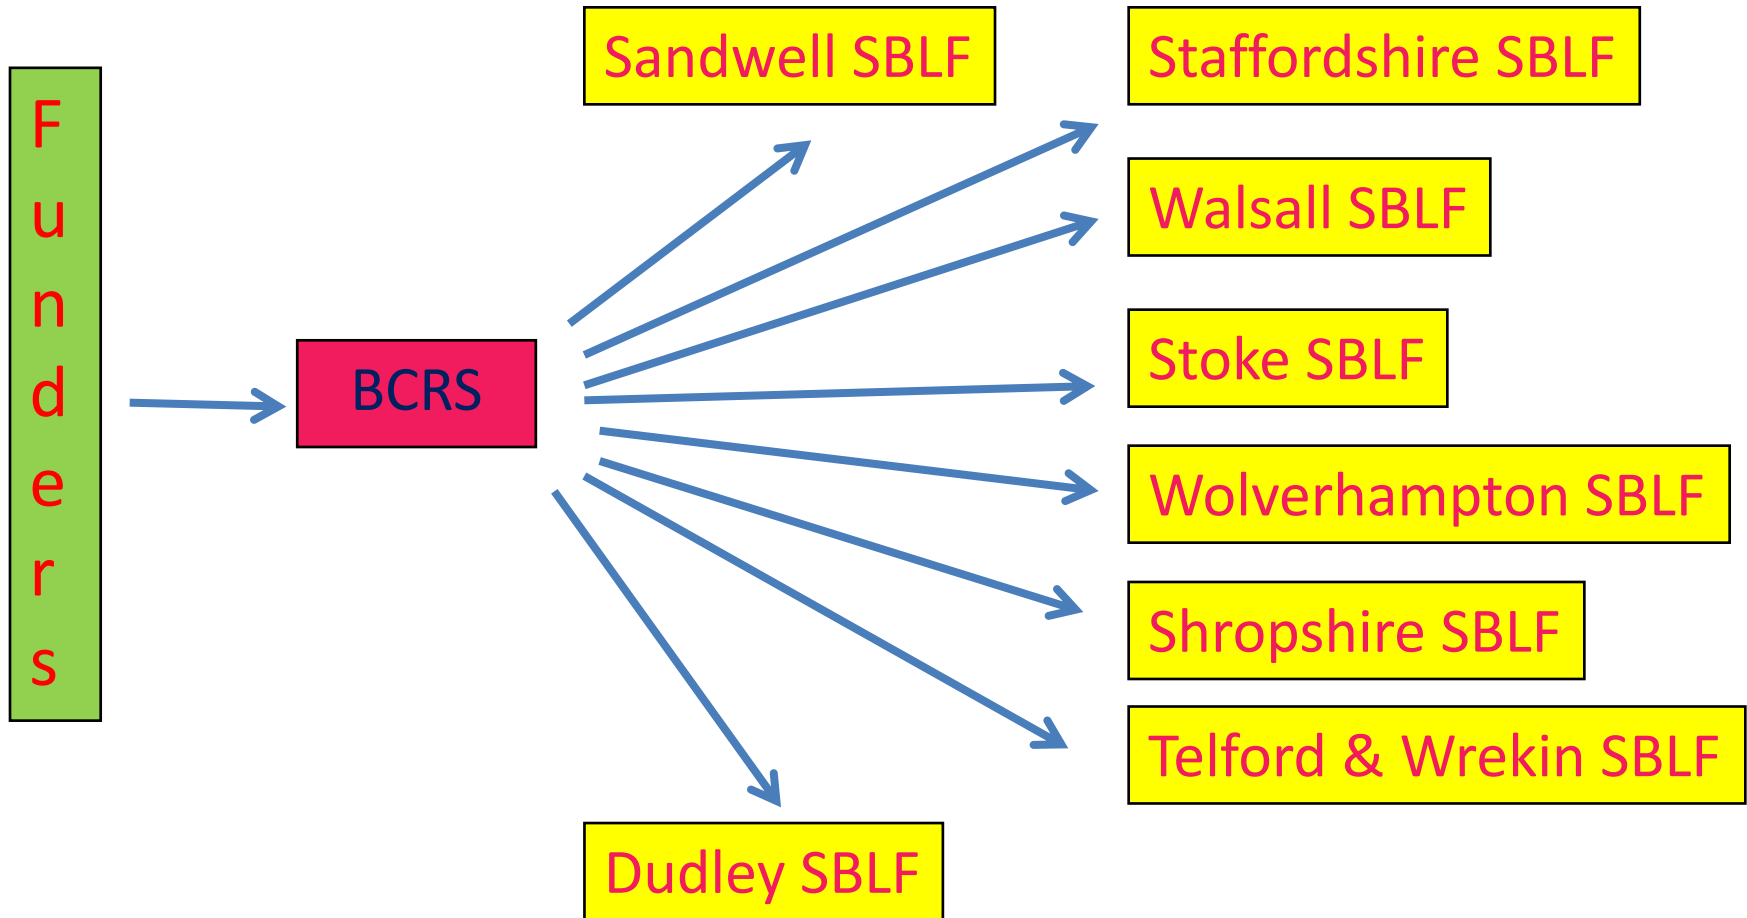 F
u
n
d
e
r
s
BCRS
Sandwell SBLF
Staffordshire SBLF
Walsall SBLF
Stoke SBLF
Wolverhampton SBLF
Shropshire SBLF
Telford & Wrekin SBLF
Dudley SBLF